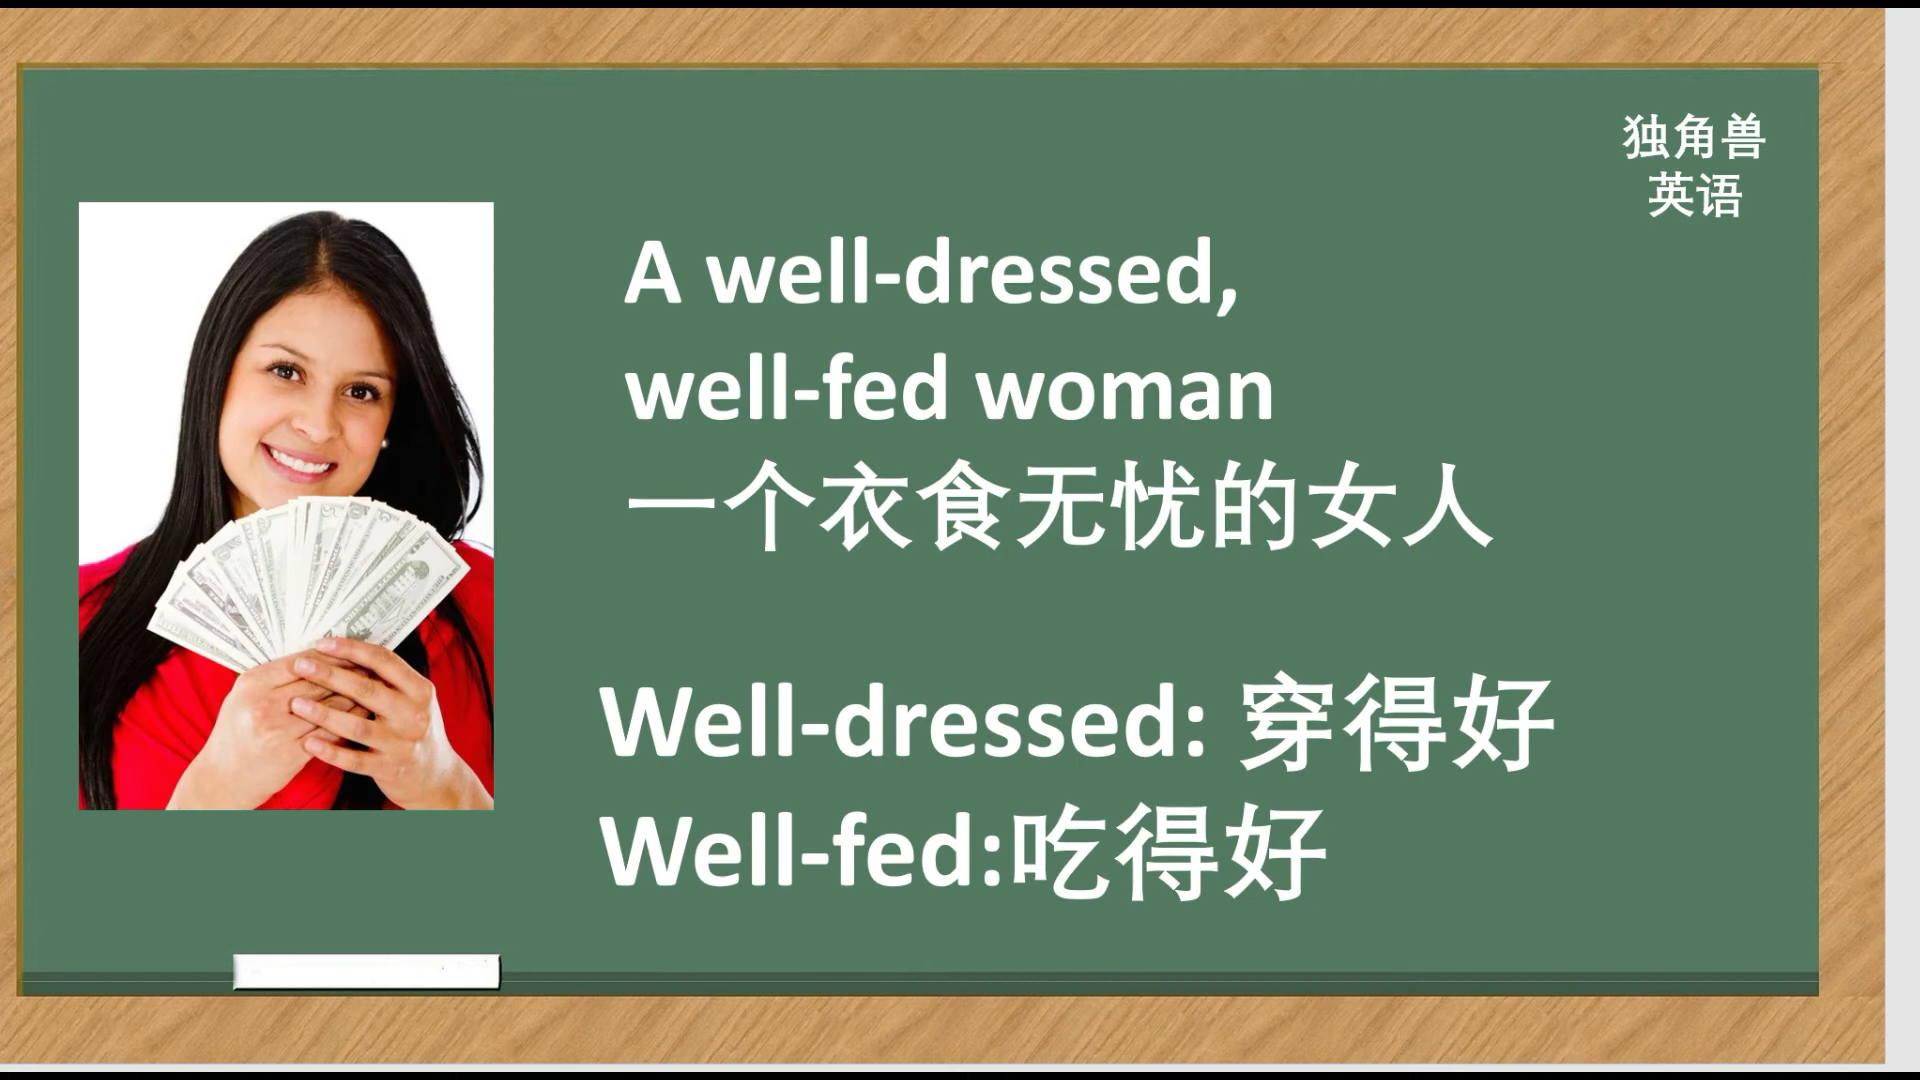 独角兽
英语
A well-dressed,
well-fed woman
一个衣食无忧的女人
Well-dressed: 穿得好
Well-fed:吃得好